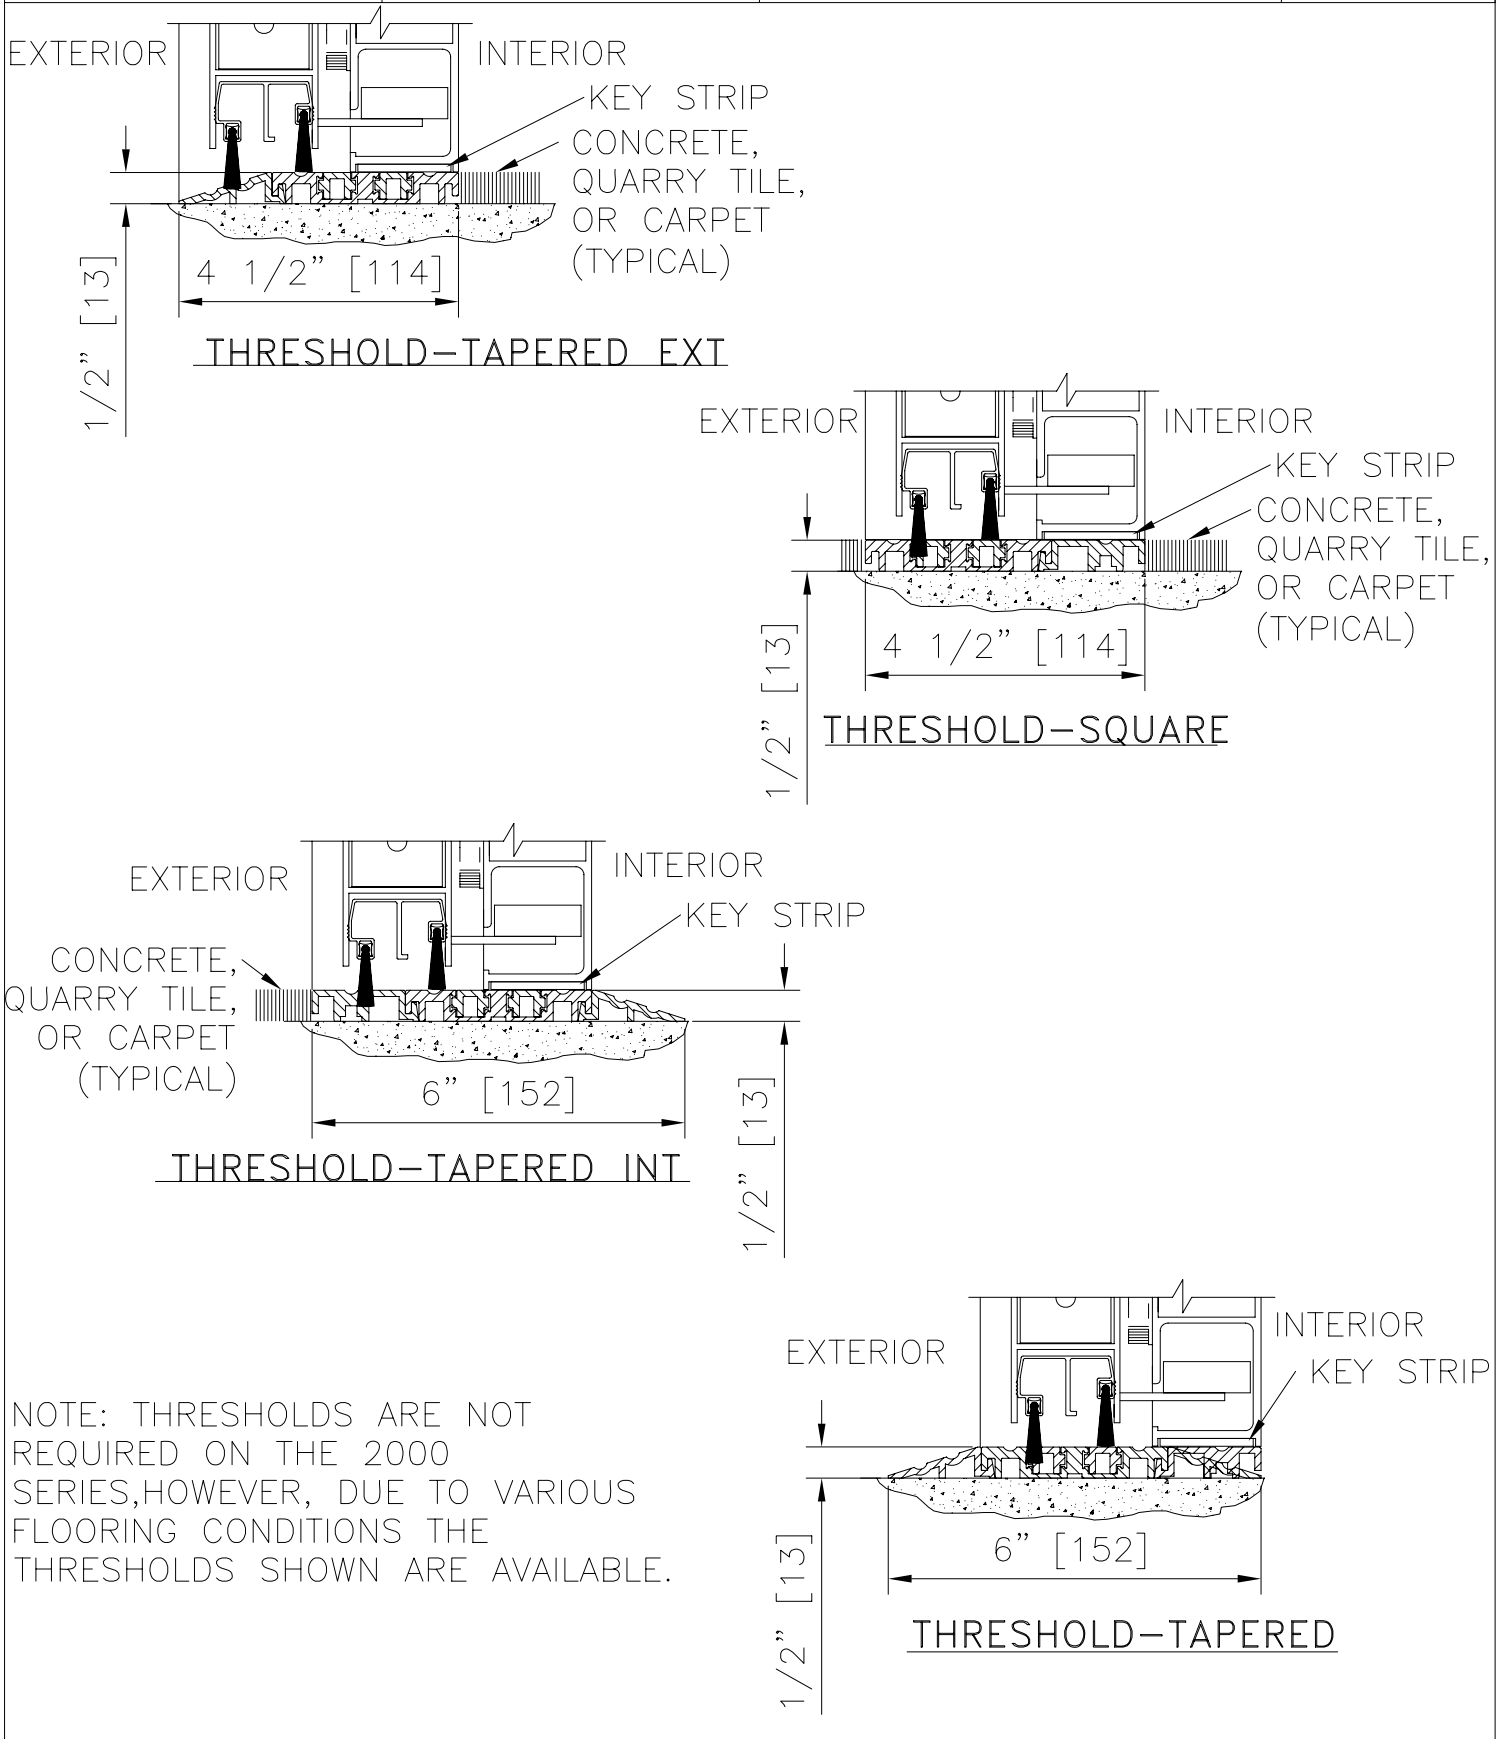 EXTERIOR
INTERIOR
KEY STRIP
CONCRETE,
QUARRY TILE,
OR CARPET
(TYPICAL)
1/2” [13]
4 1/2” [114]
THRESHOLD-TAPERED EXT
EXTERIOR
INTERIOR
KEY STRIP
CONCRETE,
QUARRY TILE,
OR CARPET
(TYPICAL)
1/2” [13]
4 1/2” [114]
THRESHOLD-SQUARE
EXTERIOR
INTERIOR
KEY STRIP
CONCRETE,
QUARRY TILE,
OR CARPET
(TYPICAL)
6” [152]
1/2” [13]
THRESHOLD-TAPERED INT
EXTERIOR
INTERIOR
KEY STRIP
6” [152]
1/2” [13]
THRESHOLD-TAPERED
NOTE: THRESHOLDS ARE NOT
REQUIRED ON THE 2000
SERIES,HOWEVER, DUE TO VARIOUS
FLOORING CONDITIONS THE
THRESHOLDS SHOWN ARE AVAILABLE.